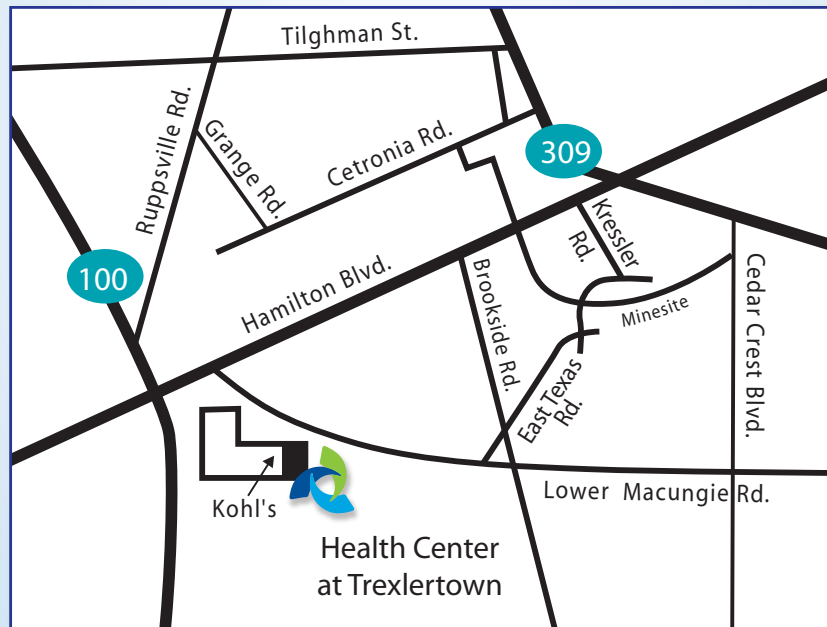 Tilghman St.
Ruppsville Rd.
Grange Rd.
Cetronia Rd.
309
100
Hamilton Blvd.
Kressler
Rd.
Brookside Rd.
Minesite
Cedar Crest Blvd.
East Texas
Rd.
Lower Macungie Rd.
Kohl's
Health Center
at Trexlertown